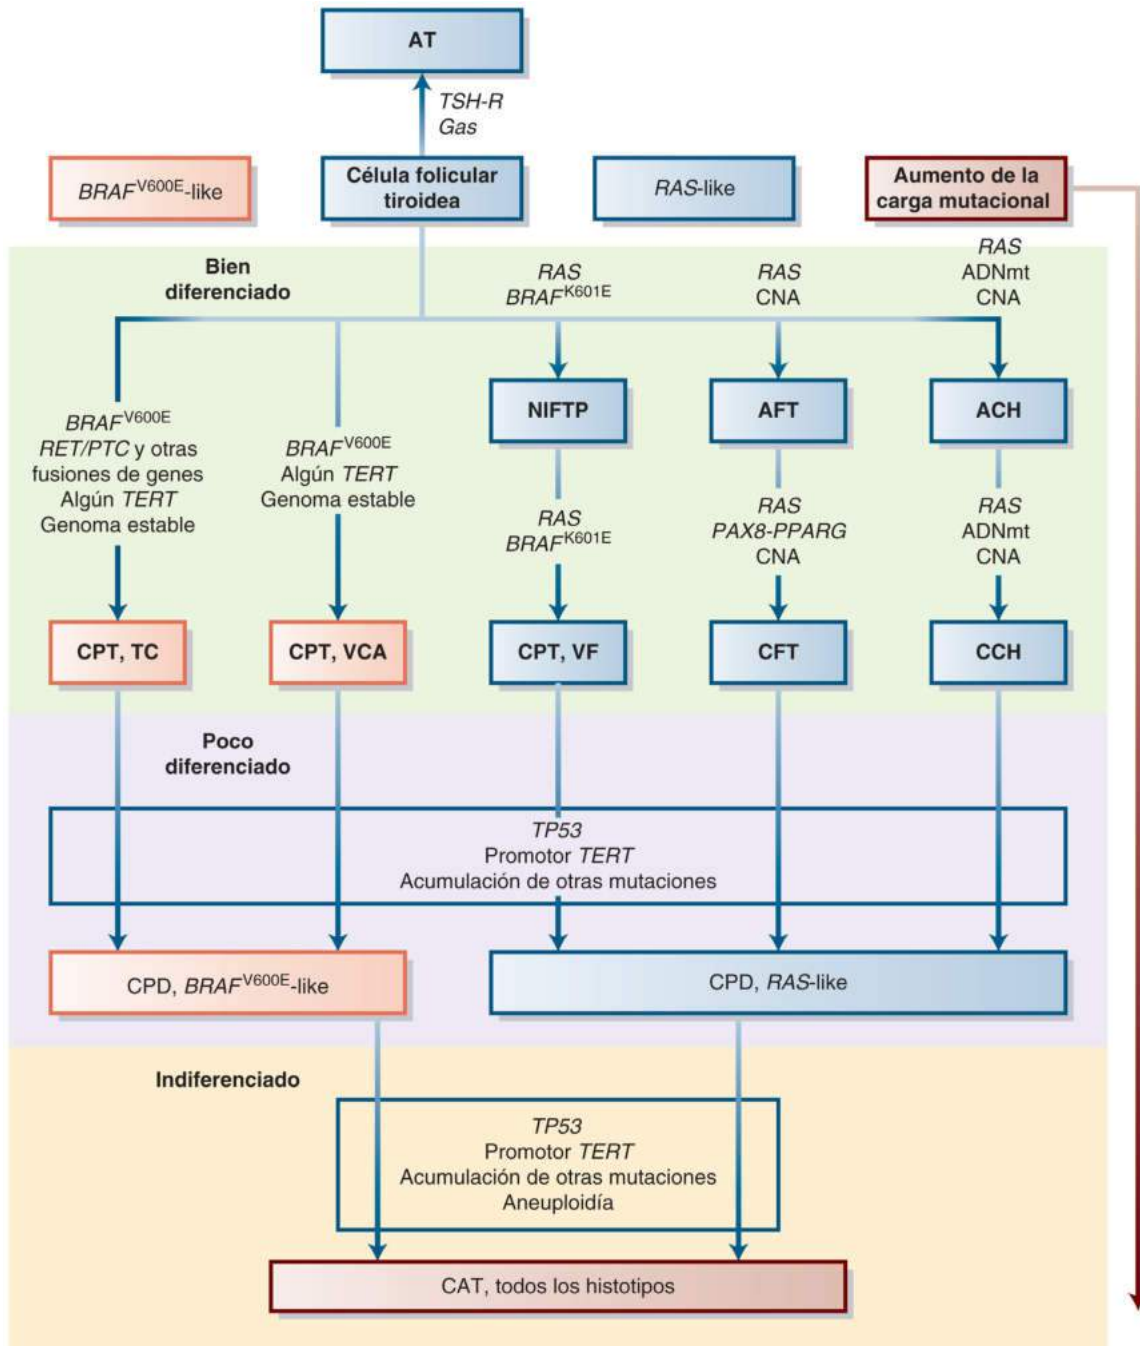 AT
TSH-R
Gas
BRAFV600E-like
Célula folicular
tiroidea
RAS-like
Aumento de la
carga mutacional
Bien
diferenciado
RAS
BRAFK601E
RAS
CNA
RAS
ADNmt
CNA
NIFTP
AFT
ACH
BRAFV600E
RET/PTC y otras
fusiones de genes
Algún TERT
Genoma estable
BRAFV600E
Algún TERT
Genoma estable
RAS
BRAFK601E
RAS
PAX8-PPARG
CNA
RAS
ADNmt
CNA
CPT, TC
CPT, VCA
CPT, VF
CFT
CCH
Poco
diferenciado
TP53
Promotor TERT
Acumulación de otras mutaciones
CPD, BRAFV600E-like
CPD, RAS-like
Indiferenciado
TP53
Promotor TERT
Acumulación de otras mutaciones
Aneuploidía
CAT, todos los histotipos